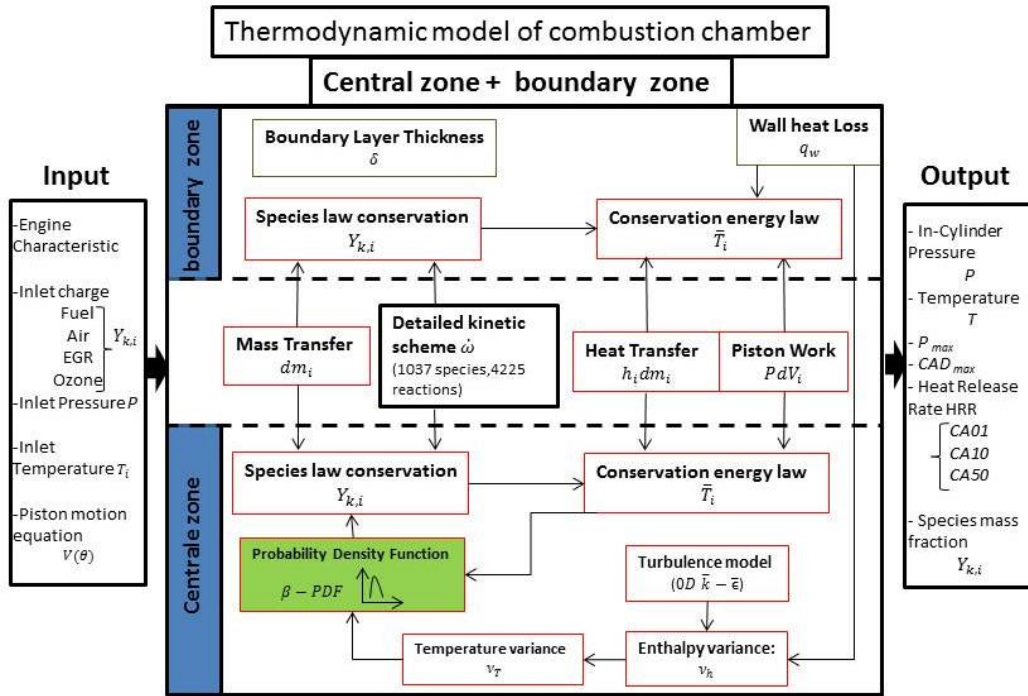 Thermodynamic model of combustion chamber
Central zone + boundary zone
Input
-Engine
Characteristic
-Inlet charge
Fuel
Air
EGR
Ozone
Y_{k,i}
-Inlet Pressure P
-Inlet
Temperature T_i
-Piston motion
equation
V(θ)
boundary zone
Boundary Layer Thickness
δ
Wall heat Loss
q_w
Species law conservation
Y_{k,i}
Conservation energy law
T̄_i
Mass Transfer
dm_i
Detailed kinetic
scheme ω̇
(1037 species,4225
reactions)
Heat Transfer
h_i dm_i
Piston Work
PdV_i
Centrale zone
Species law conservation
Y_{k,i}
Conservation energy law
T̄_i
Probability Density Function
β − PDF
Turbulence model
(0D k̄ − ε̄)
Temperature variance
ν_T
Enthalpy variance:
ν_h
Output
- In-Cylinder
Pressure
P
-Temperature
T
- P_max
- CAD_max
- Heat Release
Rate HRR
CA01
CA10
CA50
- Species mass
fraction
Y_{k,i}